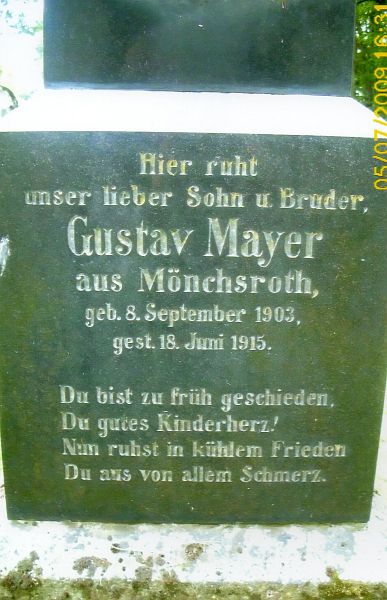 Hier ruht
unser lieber Sohn u. Bruder,
Gustav Mayer
aus Mönchsroth,
geb. 8. September 1903,
gest. 18. Juni 1915.
Du bist zu früh geschieden,
Du gutes Kinderherz!
Nun ruhst in kühlem Frieden
Du aus von allem Schmerz.
05/07/2009 16:31